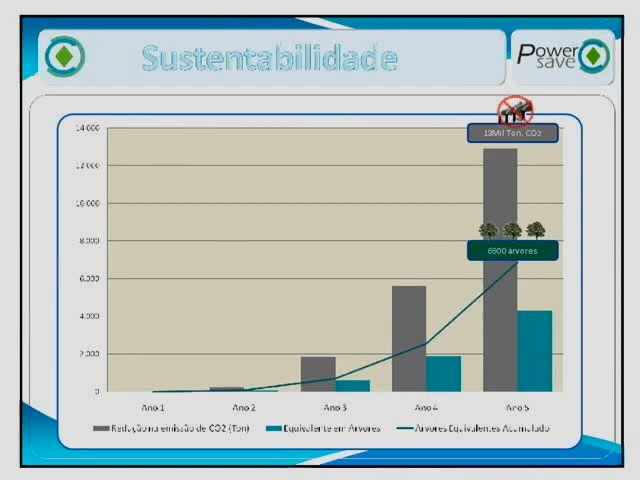 Sustentabilidade
Power
save
14 000
13Mil Ton. CO2
12 000
10 000
8.000
6500 árvores
6.000
4.000
2.000
Ano 1 Ano 2 Ano 3 Ano 4 Ano 5
Redução na emissão de CO2 (Ton) Equivalente em Árvores Árvores Equivalentes Acumulado